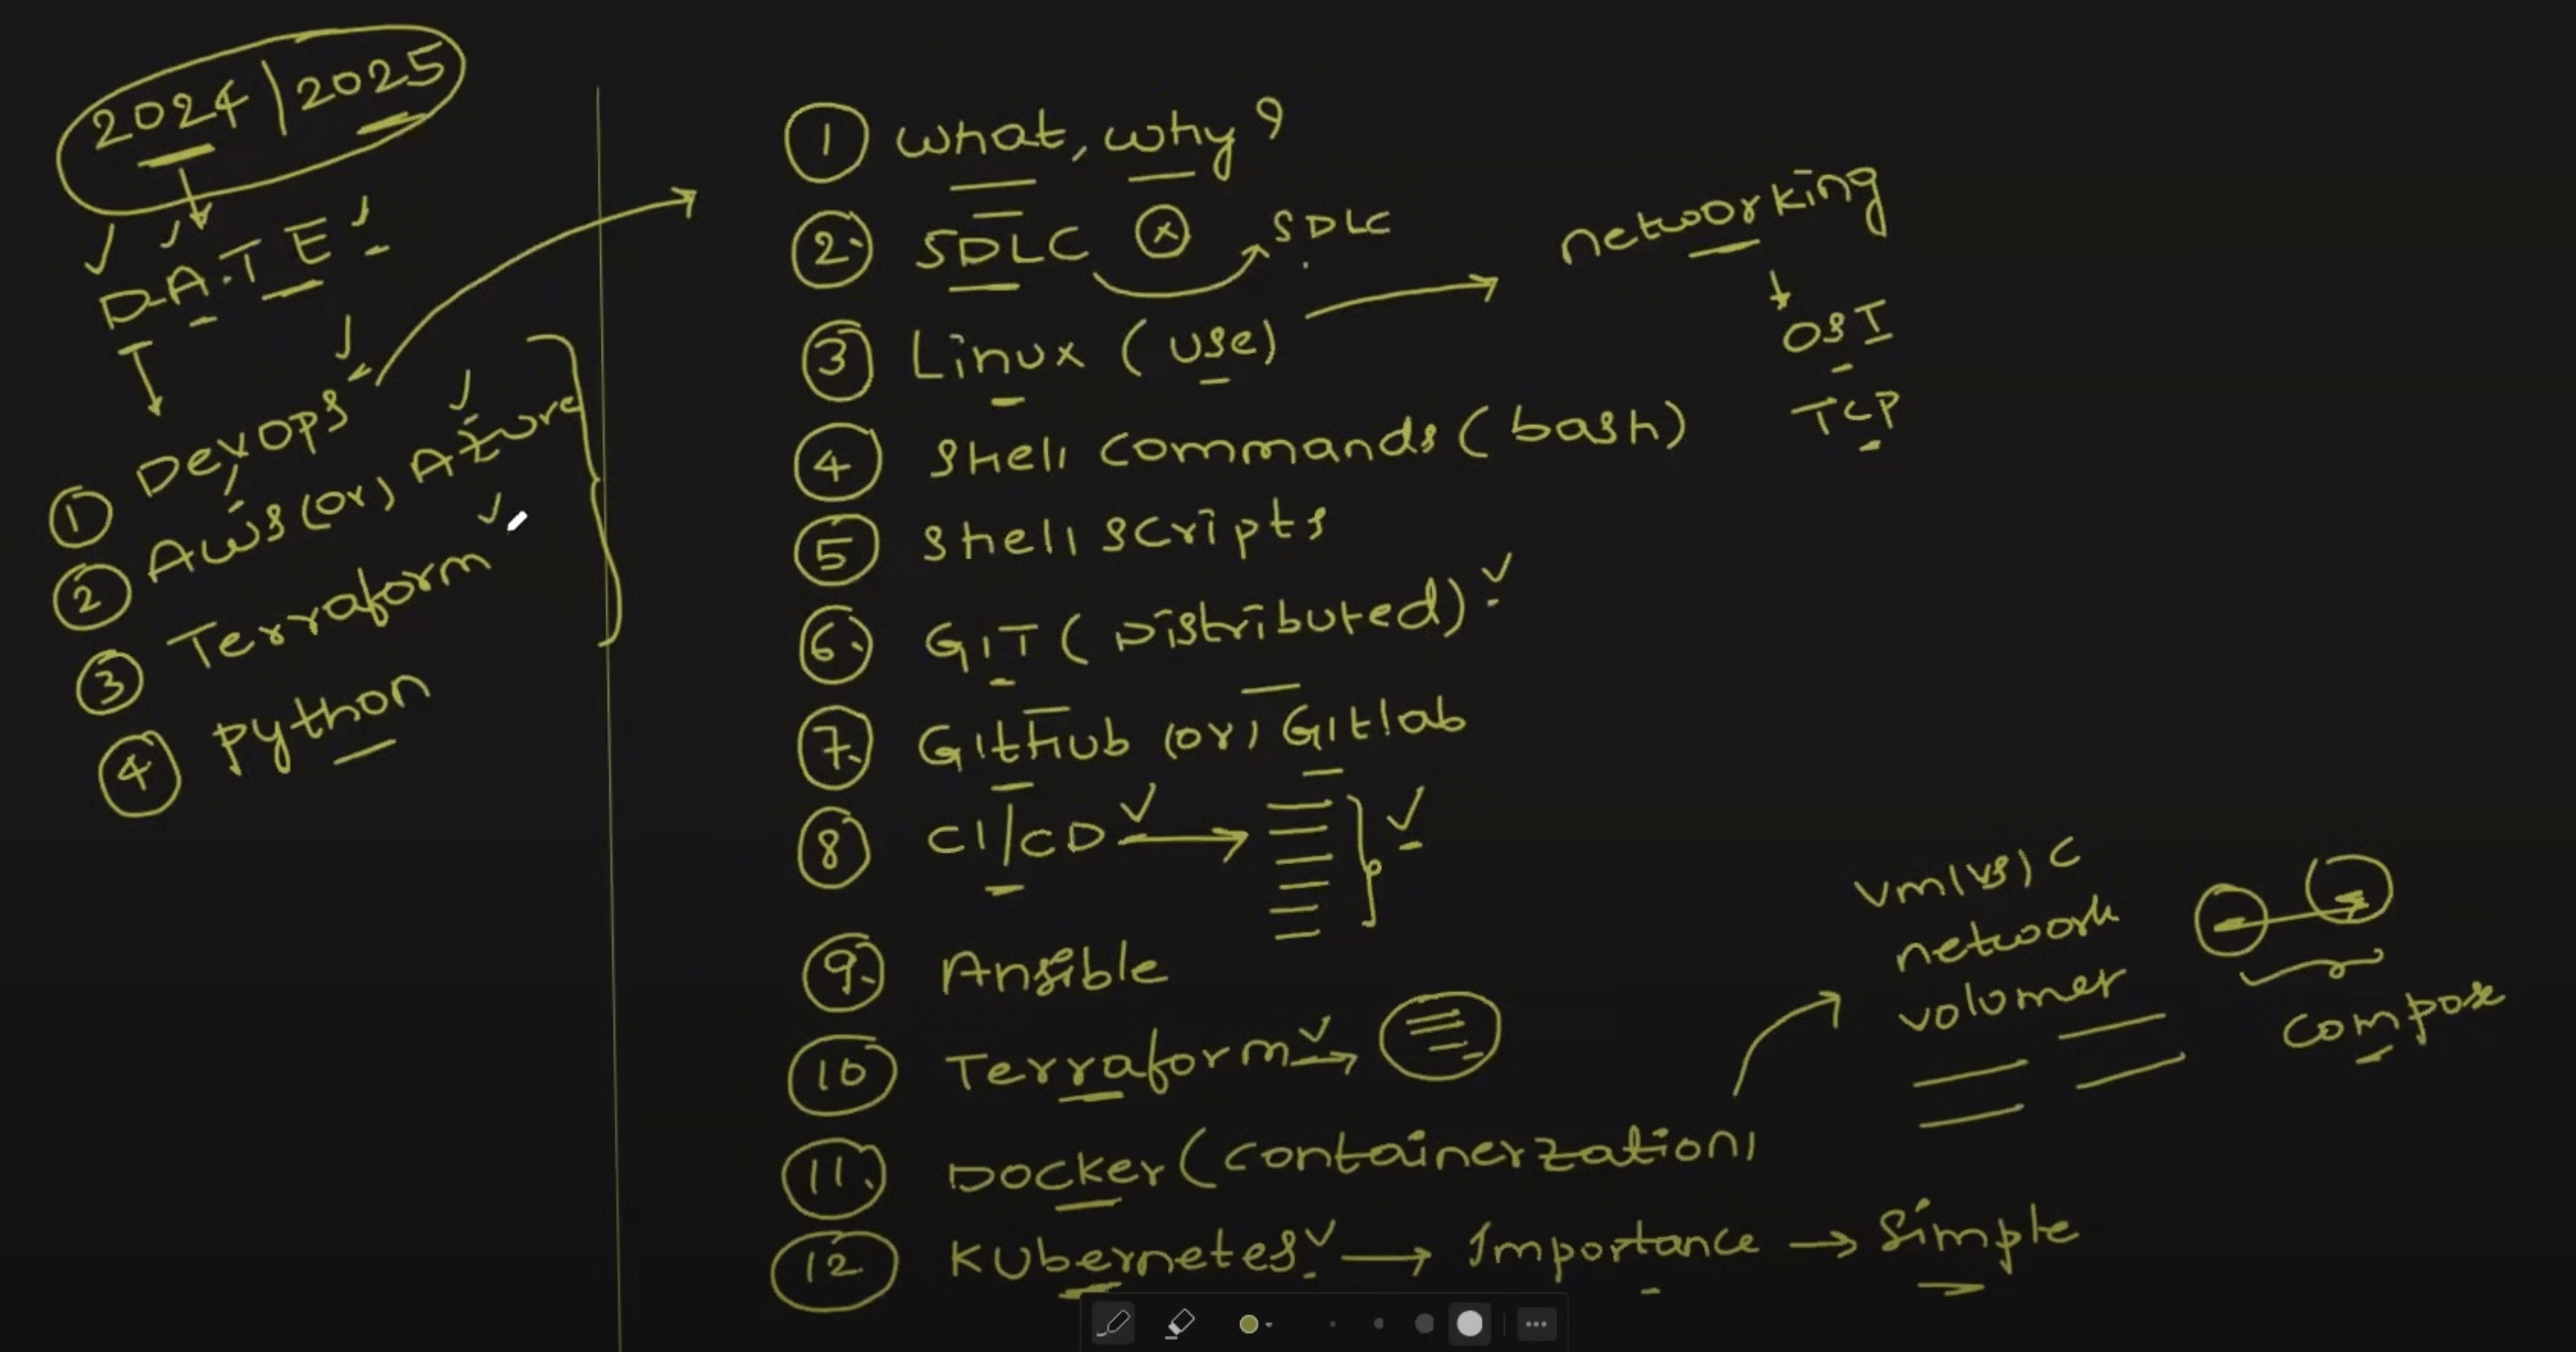 2024 | 2025
D.A.T.E
① DevOps
② AWS (or) Azure
③ Terraform
④ python
① what, why?
②. SDLC ⓧ SDLC
③ Linux (use)
networking
OSI
TCP
④ shell commands (bash)
⑤ shell scripts
⑥. GIT (Distributed)
⑦. GitHub (or) Gitlab
⑧ CI/CD
⑨. Ansible
⑩ Terraform
⑪. Docker (containerzation)
vm(vs) C
network
volumes
compose
⑫. Kubernetes → Importance → Simple